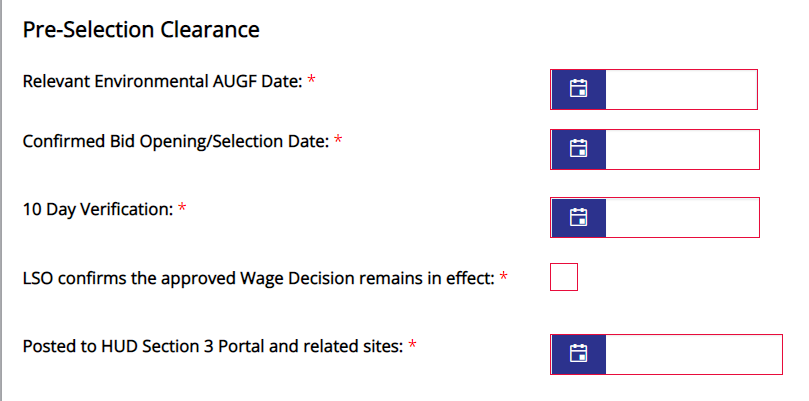 Pre-Selection Clearance
Relevant Environmental AUGF Date: *
Confirmed Bid Opening/Selection Date: *
10 Day Verification: *
LSO confirms the approved Wage Decision remains in effect: *
Posted to HUD Section 3 Portal and related sites: *